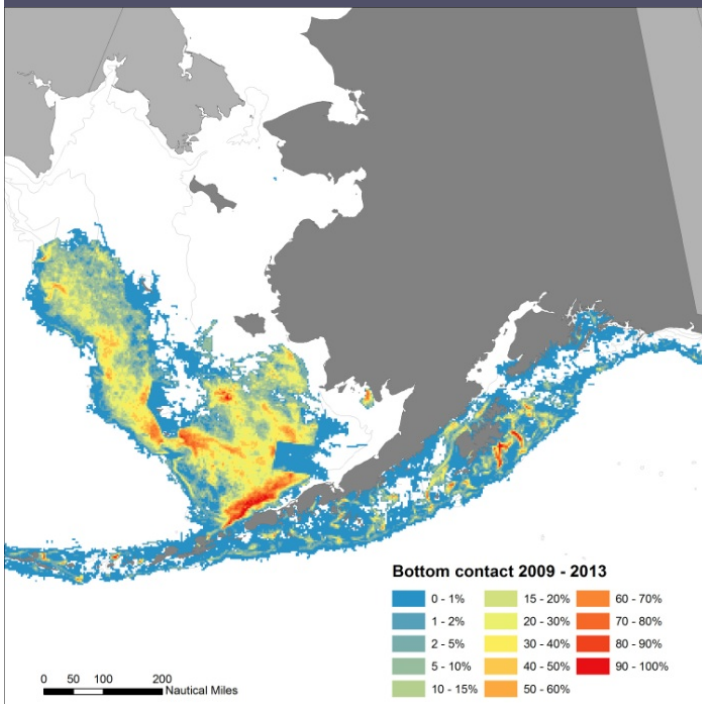 Bottom contact 2009 - 2013
0 - 1%
1 - 2%
2 - 5%
5 - 10%
10 - 15%
15 - 20%
20 - 30%
30 - 40%
40 - 50%
50 - 60%
60 - 70%
70 - 80%
80 - 90%
90 - 100%
0 50 100 200
Nautical Miles